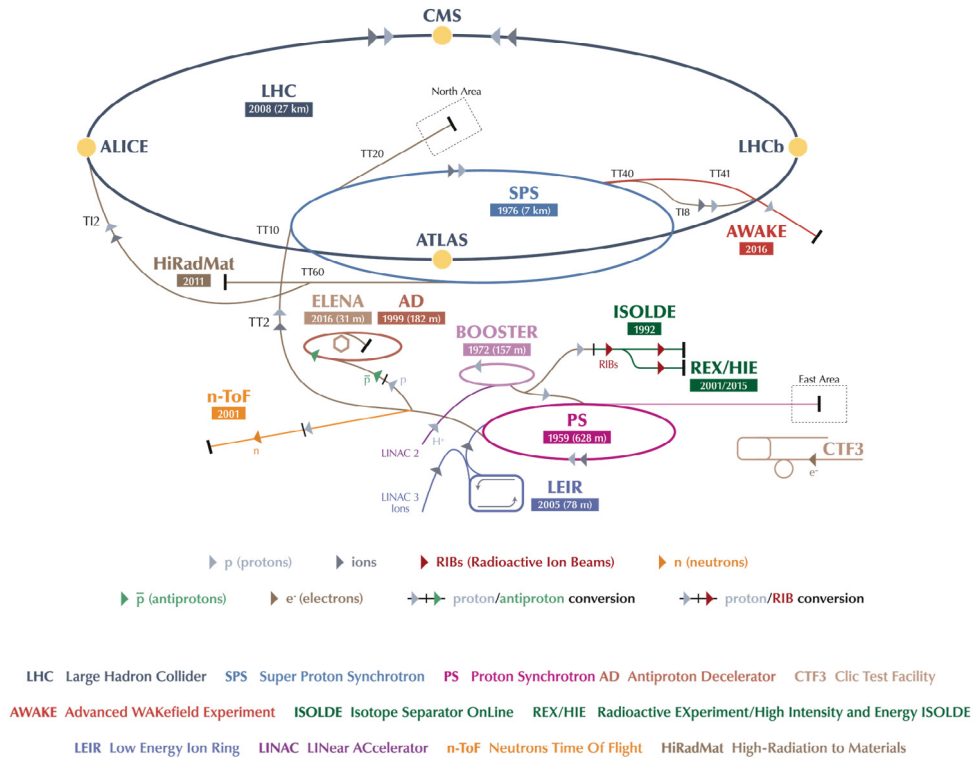 CMS
LHC
2008 (27 km)
North Area
ALICE
LHCb
TT20
TT40
TT41
SPS
1976 (7 km)
TI8
TI2
TT10
ATLAS
AWAKE
2016
HiRadMat
2011
TT60
ELENA
2016 (31 m)
AD
1999 (182 m)
TT2
BOOSTER
1972 (157 m)
ISOLDE
1992
RIBs
REX/HIE
2001/2015
p̅
p
East Area
n-ToF
2001
n
PS
1959 (628 m)
H⁺
LINAC 2
CTF3
e⁻
LEIR
2005 (78 m)
LINAC 3
Ions
p (protons) ions RIBs (Radioactive Ion Beams) n (neutrons)
p̅ (antiprotons) e⁻ (electrons) proton/antiproton conversion proton/RIB conversion
LHC Large Hadron Collider SPS Super Proton Synchrotron PS Proton Synchrotron AD Antiproton Decelerator CTF3 Clic Test Facility
AWAKE Advanced WAKefield Experiment ISOLDE Isotope Separator OnLine REX/HIE Radioactive EXperiment/High Intensity and Energy ISOLDE
LEIR Low Energy Ion Ring LINAC LINear ACcelerator n-ToF Neutrons Time Of Flight HiRadMat High-Radiation to Materials